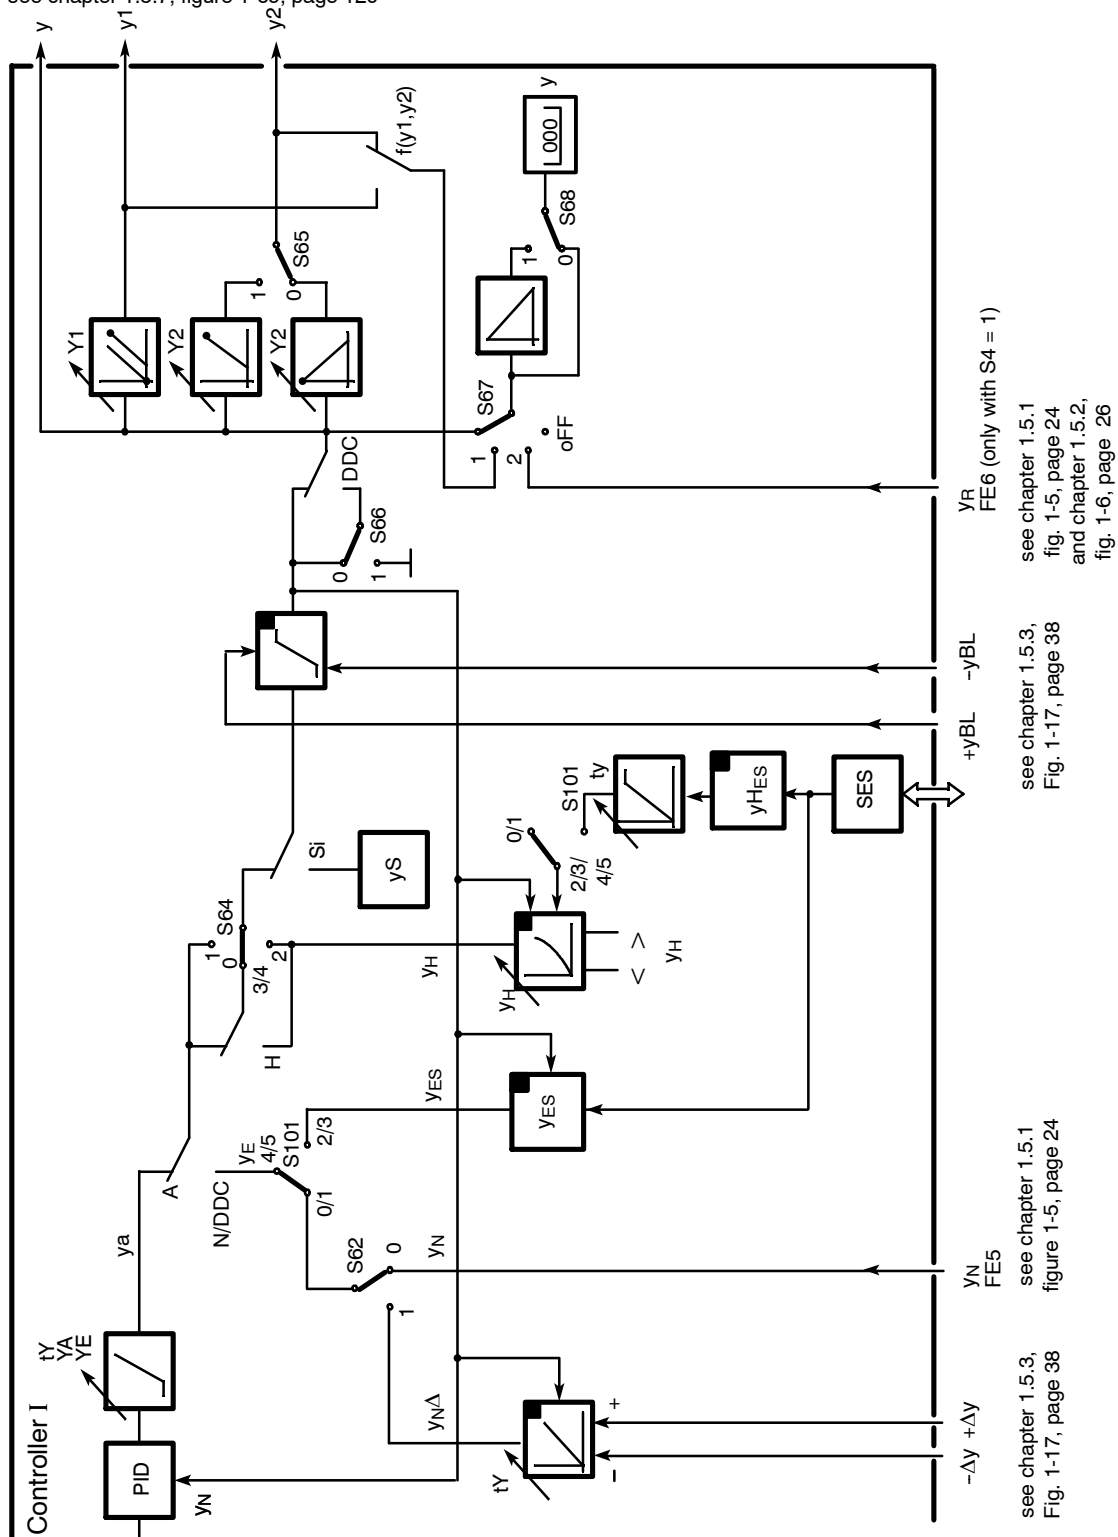 see chapter 1.5.7, figure page
Controller I
PID
yN
tY
YA
YE
ya
A
N/DDC
yE
4/5
S101
0/1
2/3
S62
0
1
yN
yN∆
tY
+
−
yES
yES
H
S64
1
0
3/4
2
yH
yH
< >
yH
Si
yS
0/1
S101
2/3/
4/5
ty
yHES
SES
DDC
S66
0
1
Y1
Y2
Y2
S65
1
0
y
y1
y2
f(y1,y2)
S67
1
2
oFF
S68
1
0
000
y
−∆y +∆y
see chapter 1.5.3,
Fig. 1-17, page 38
yN
FE5
see chapter 1.5.1
figure 1-5, page 24
+yBL −yBL
see chapter 1.5.3,
Fig. 1-17, page 38
yR
FE6 (only with S4 = 1)
see chapter 1.5.1
fig. 1-5, page 24
and chapter 1.5.2,
fig. 1-6, page 26